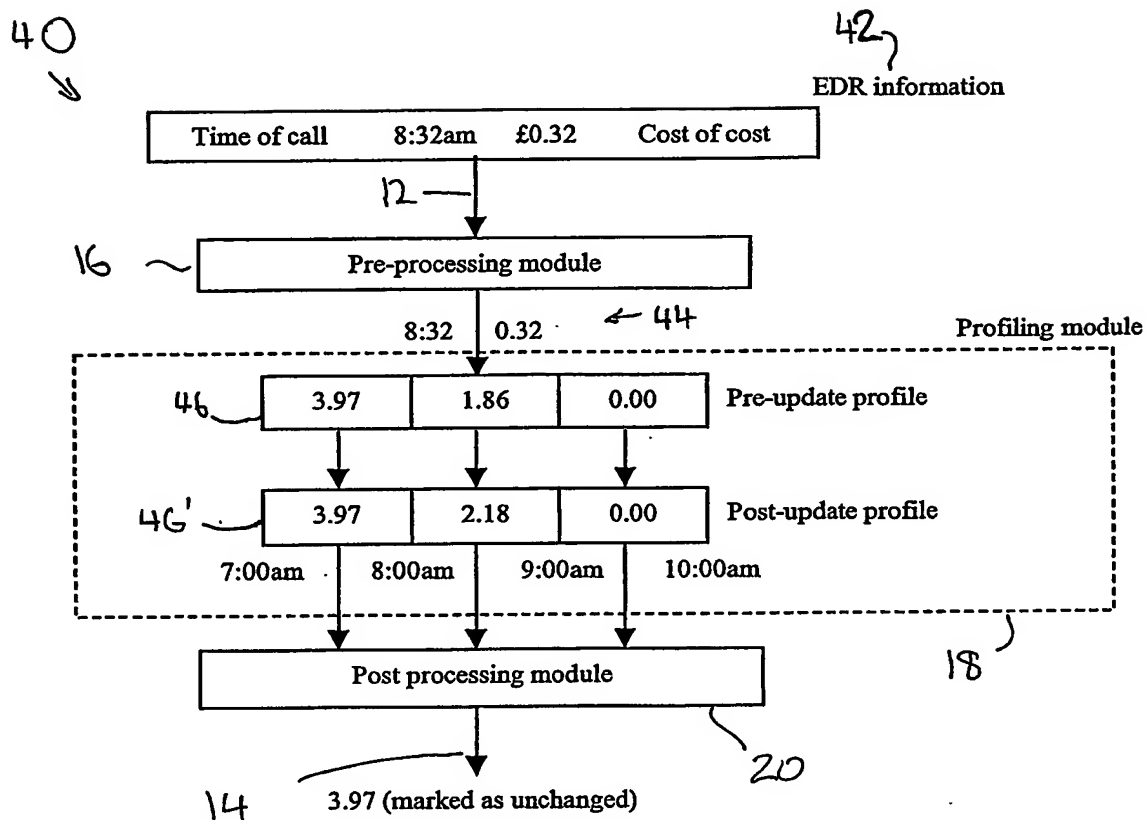 40
42
EDR information
Time of call 8:32am £0.32 Cost of cost
12
16 Pre-processing module
8:32 0.32 44
Profiling module
46 3.97 1.86 0.00 Pre-update profile
46' 3.97 2.18 0.00 Post-update profile
7:00am 8:00am 9:00am 10:00am
18
Post processing module
20
14 3.97 (marked as unchanged)